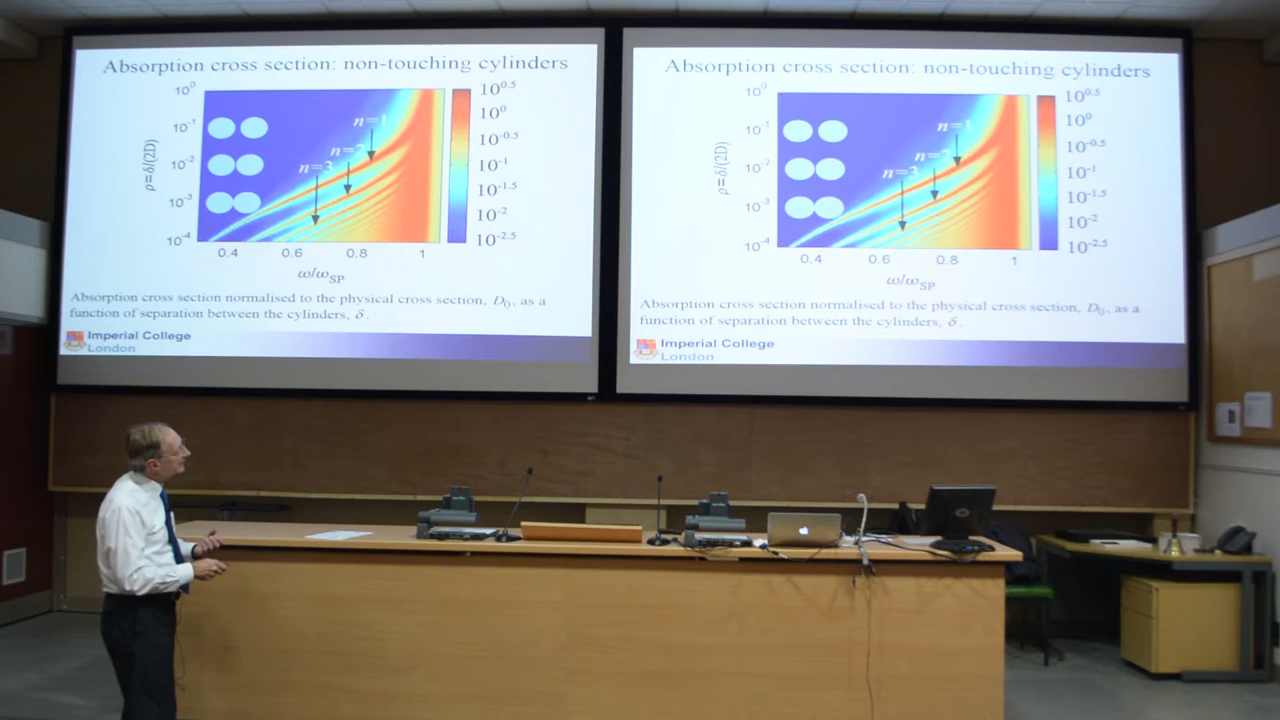 Absorption cross section: non-touching cylinders
10⁰
10⁻¹
10⁻²
10⁻³
10⁻⁴
ρ=δ/(2D)
n=1
n=2
n=3
0.4 0.6 0.8 1
ω/ω_SP
10^0.5
10⁰
10^-0.5
10⁻¹
10^-1.5
10⁻²
10^-2.5
Absorption cross section normalised to the physical cross section, D₀, as a
function of separation between the cylinders, δ.
Imperial College
London
Absorption cross section: non-touching cylinders
10⁰
10⁻¹
10⁻²
10⁻³
10⁻⁴
ρ=δ/(2D)
n=1
n=2
n=3
0.4 0.6 0.8 1
ω/ω_SP
10^0.5
10⁰
10^-0.5
10⁻¹
10^-1.5
10⁻²
10^-2.5
Absorption cross section normalised to the physical cross section, D₀, as a
function of separation between the cylinders, δ.
Imperial College
London